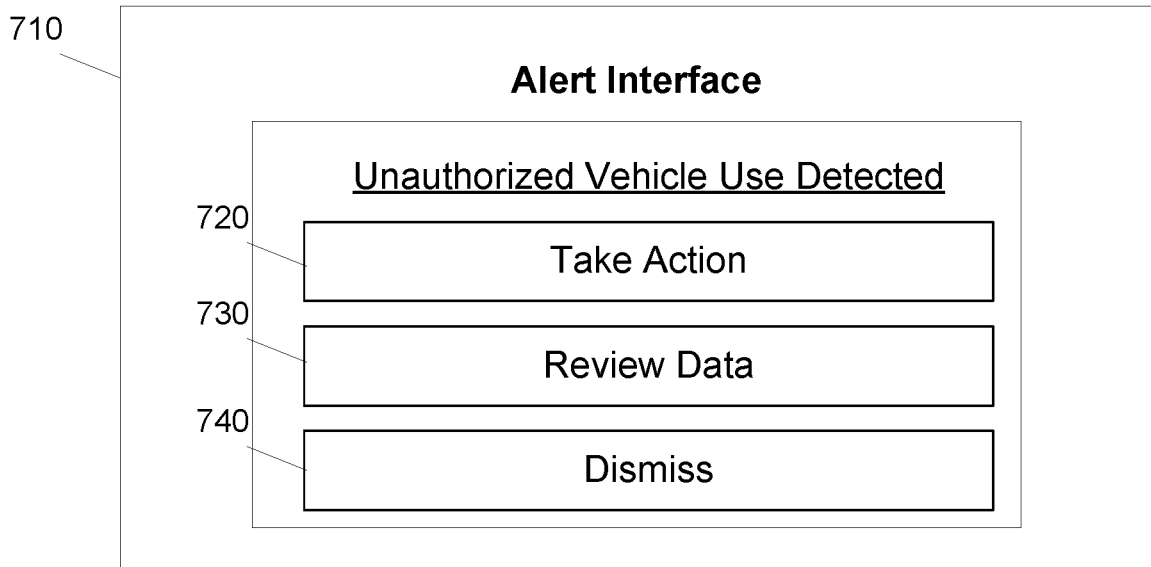 710
Alert Interface
Unauthorized Vehicle Use Detected
720
Take Action
730
Review Data
740
Dismiss